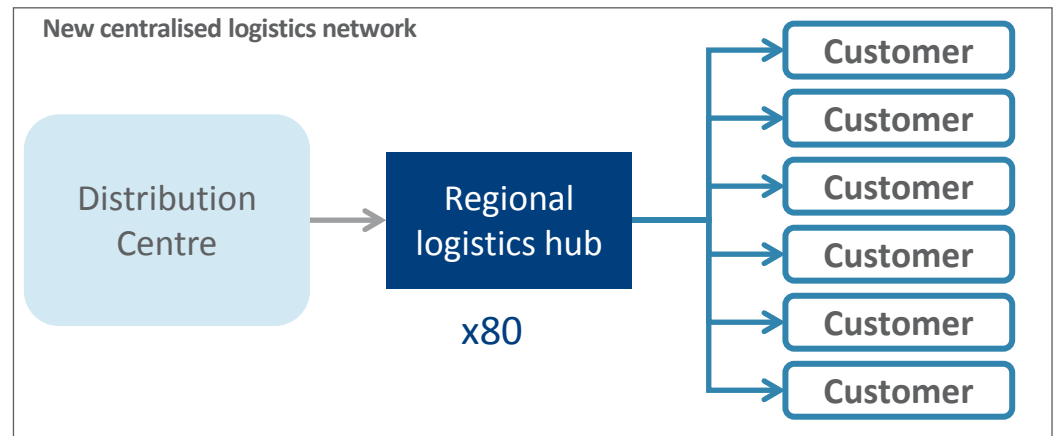 New centralised logistics network
Distribution
Centre
Regional
logistics hub
x80
Customer
Customer
Customer
Customer
Customer
Customer